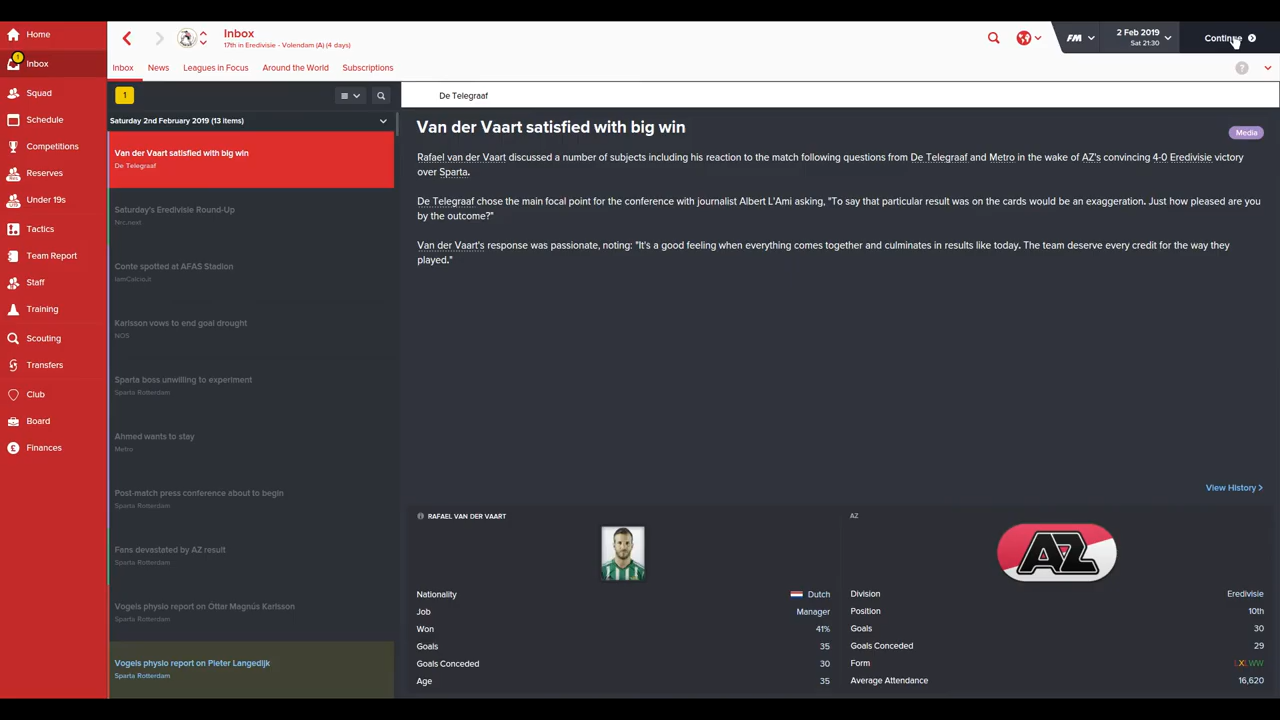 Home
Inbox
Squad
Schedule
Competitions
Reserves
Under 19s
Tactics
Team Report
Staff
Training
Scouting
Transfers
Club
Board
Finances
Inbox
17th in Eredivisie - Volendam (A) (4 days)
FM
2 Feb 2019
Sat 21:30
Continue
Inbox News Leagues in Focus Around the World Subscriptions
1
Saturday 2nd February 2019 (13 items)
Van der Vaart satisfied with big win
De Telegraaf
Saturday's Eredivisie Round-Up
Nrc.next
Conte spotted at AFAS Stadion
IamCalcio.it
Karlsson vows to end goal drought
NOS
Sparta boss unwilling to experiment
Sparta Rotterdam
Ahmed wants to stay
Metro
Post-match press conference about to begin
Sparta Rotterdam
Fans devastated by AZ result
Sparta Rotterdam
Vogels physio report on Óttar Magnús Karlsson
Sparta Rotterdam
Vogels physio report on Pieter Langedijk
Sparta Rotterdam
De Telegraaf
Van der Vaart satisfied with big win
Media
Rafael van der Vaart discussed a number of subjects including his reaction to the match following questions from De Telegraaf and Metro in the wake of AZ's convincing 4-0 Eredivisie victory
over Sparta.
De Telegraaf chose the main focal point for the conference with journalist Albert L'Ami asking, "To say that particular result was on the cards would be an exaggeration. Just how pleased are you
by the outcome?"
Van der Vaart's response was passionate, noting: "It's a good feeling when everything comes together and culminates in results like today. The team deserve every credit for the way they
played."
View History >
RAFAEL VAN DER VAART
Nationality Dutch
Job Manager
Won 41%
Goals 35
Goals Conceded 30
Age 35
AZ
AZ
Division Eredivisie
Position 10th
Goals 30
Goals Conceded 29
Form LXLWW
Average Attendance 16,620